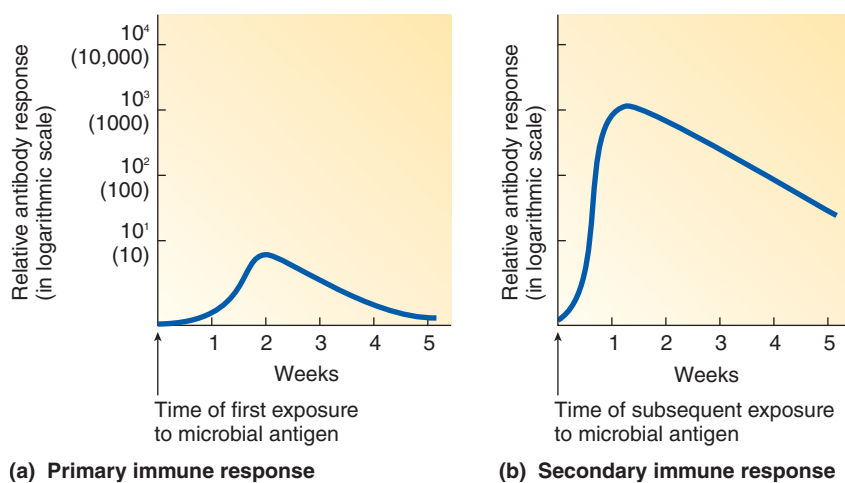 Relative antibody response
(in logarithmic scale)
10⁴
(10,000)
10³
(1000)
10²
(100)
10¹
(10)
1 2 3 4 5
Weeks
Time of first exposure
to microbial antigen
(a) Primary immune response
Relative antibody response
(in logarithmic scale)
1 2 3 4 5
Weeks
Time of subsequent exposure
to microbial antigen
(b) Secondary immune response